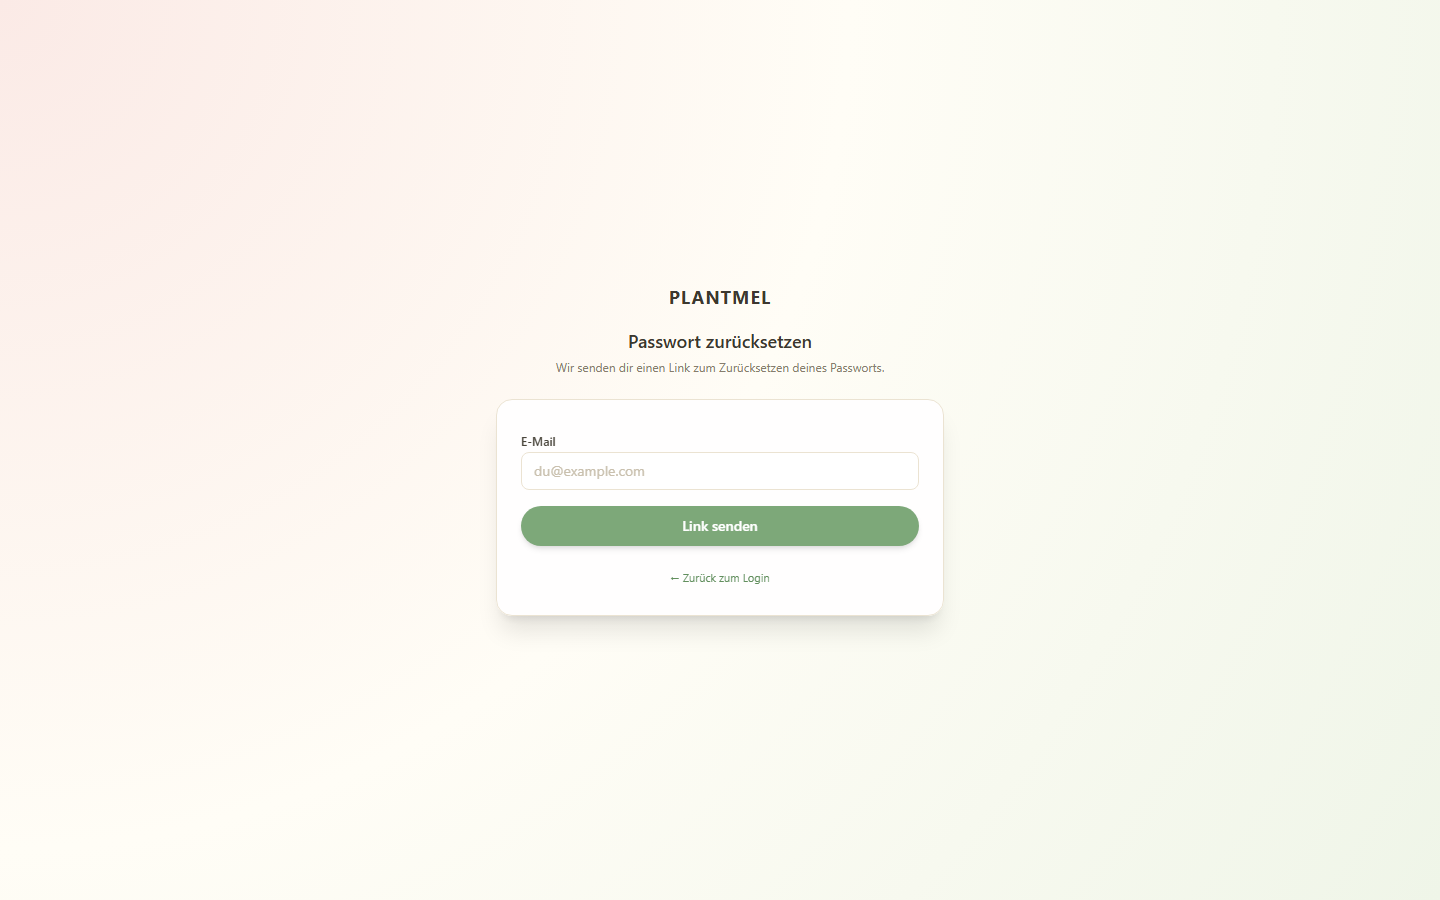 PLANTMEL
Passwort zurücksetzen
Wir senden dir einen Link zum Zurücksetzen deines Passworts.
E-Mail
du@example.com
Link senden
← Zurück zum Login